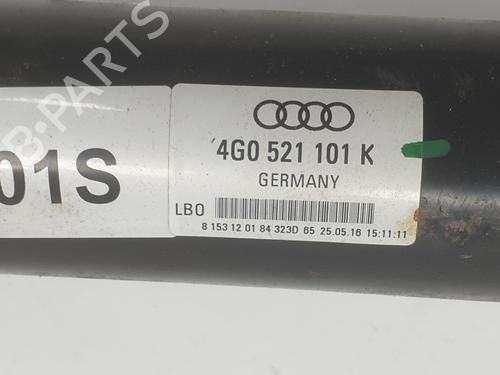 B-PARTS
01S
4G0 521 101 K
GERMANY
LBO
8 153 12 01 84 323D 65 25.05.16 15:11:11